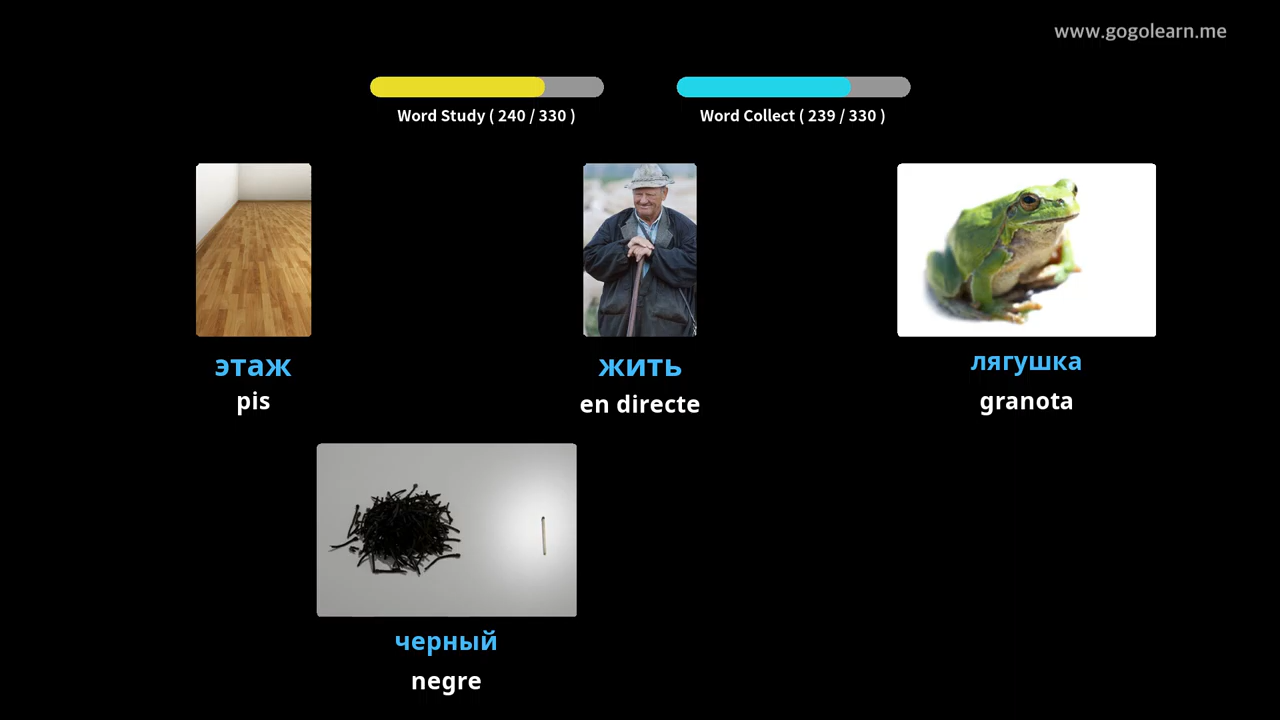 www.gogolearn.me
Word Study ( 240 / 330 )
Word Collect ( 239 / 330 )
этаж
pis
жить
en directe
лягушка
granota
черный
negre